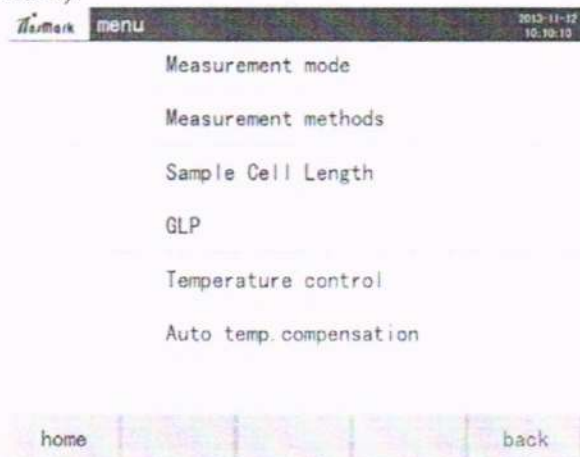 menu
2013-11-12
10:10:10
Measurement mode
Measurement methods
Sample Cell Length
GLP
Temperature control
Auto temp.compensation
home
back